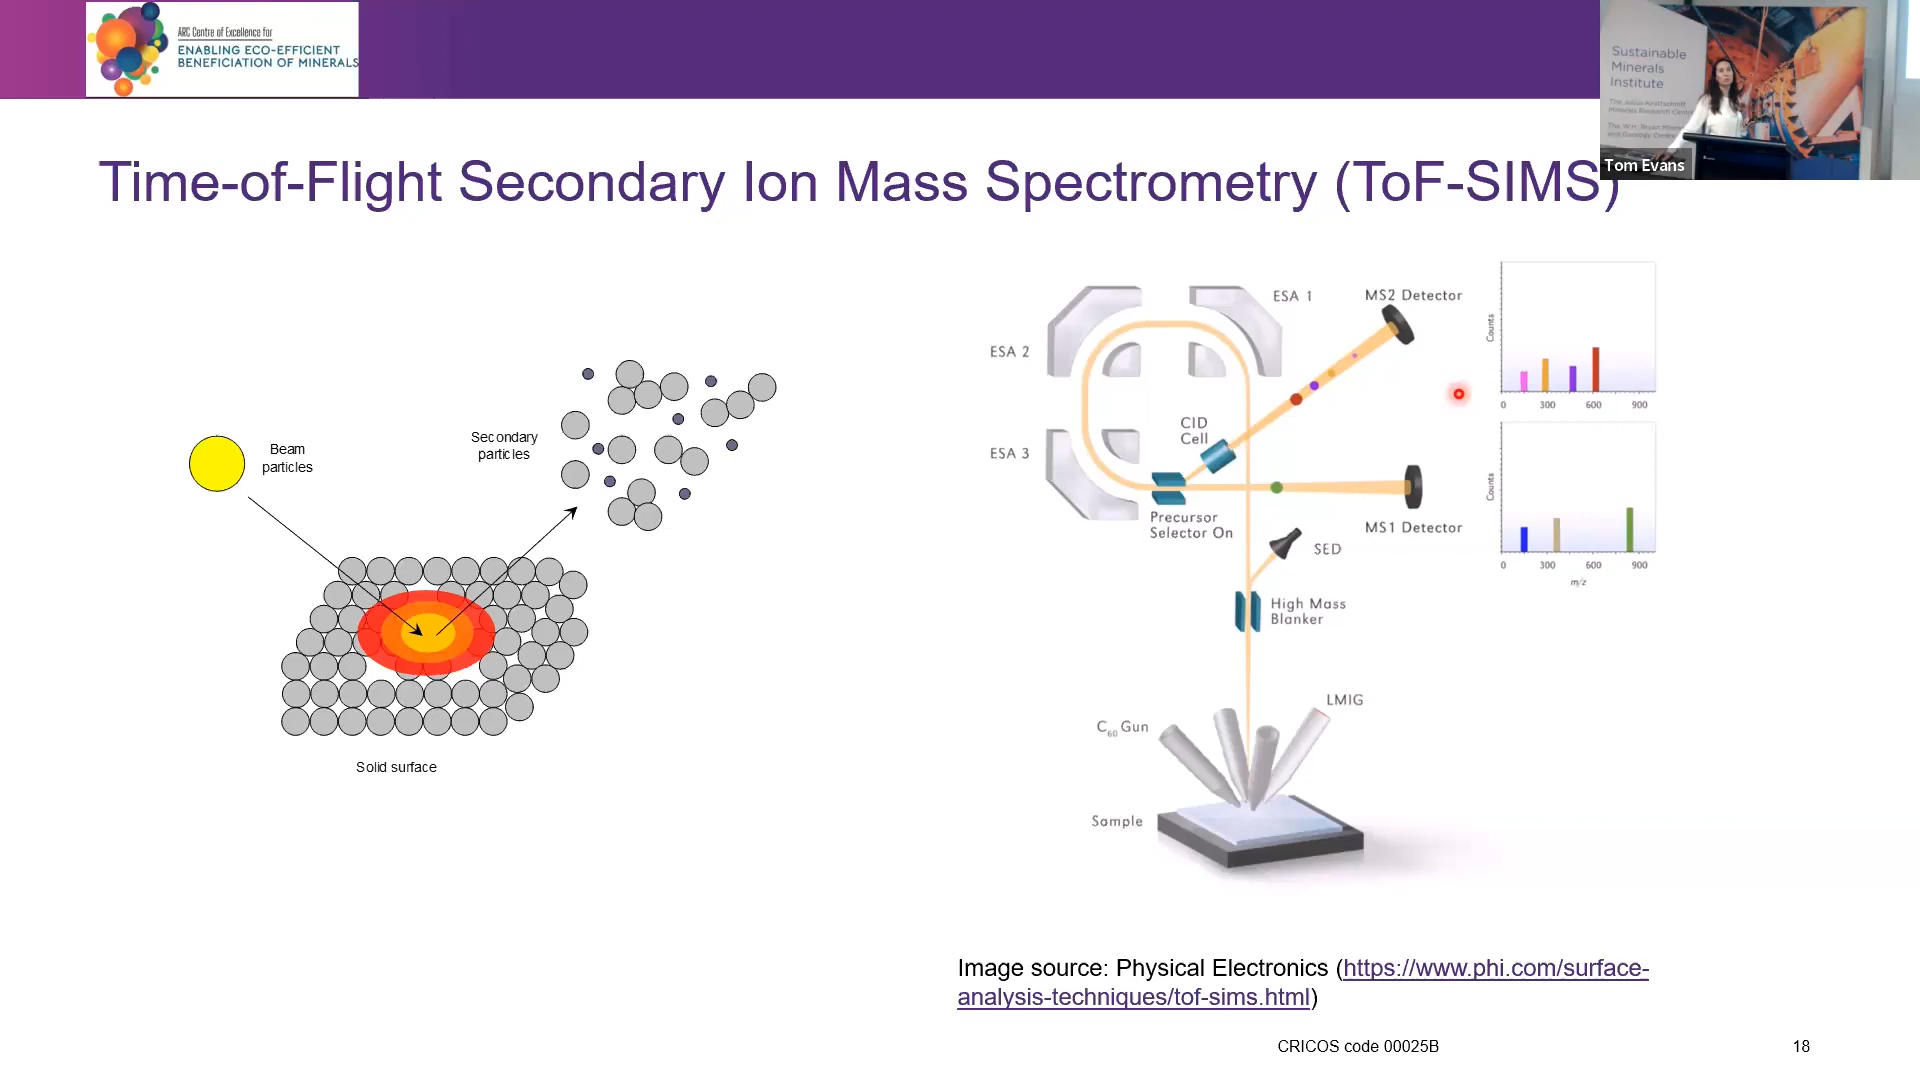 ARC Centre of Excellence for
ENABLING ECO-EFFICIENT
BENEFICIATION OF MINERALS
Sustainable
Minerals
Institute
Tom Evans
Time-of-Flight Secondary Ion Mass Spectrometry (ToF-SIMS)
Beam
particles
Secondary
particles
Solid surface
ESA 1
MS2 Detector
ESA 2
CID
Cell
ESA 3
Precursor
Selector On
MS1 Detector
SED
High Mass
Blanker
LMIG
C60 Gun
Sample
Counts
0 300 600 900
Counts
0 300 600 900
m/z
Image source: Physical Electronics (https://www.phi.com/surface-
analysis-techniques/tof-sims.html)
CRICOS code 00025B
18